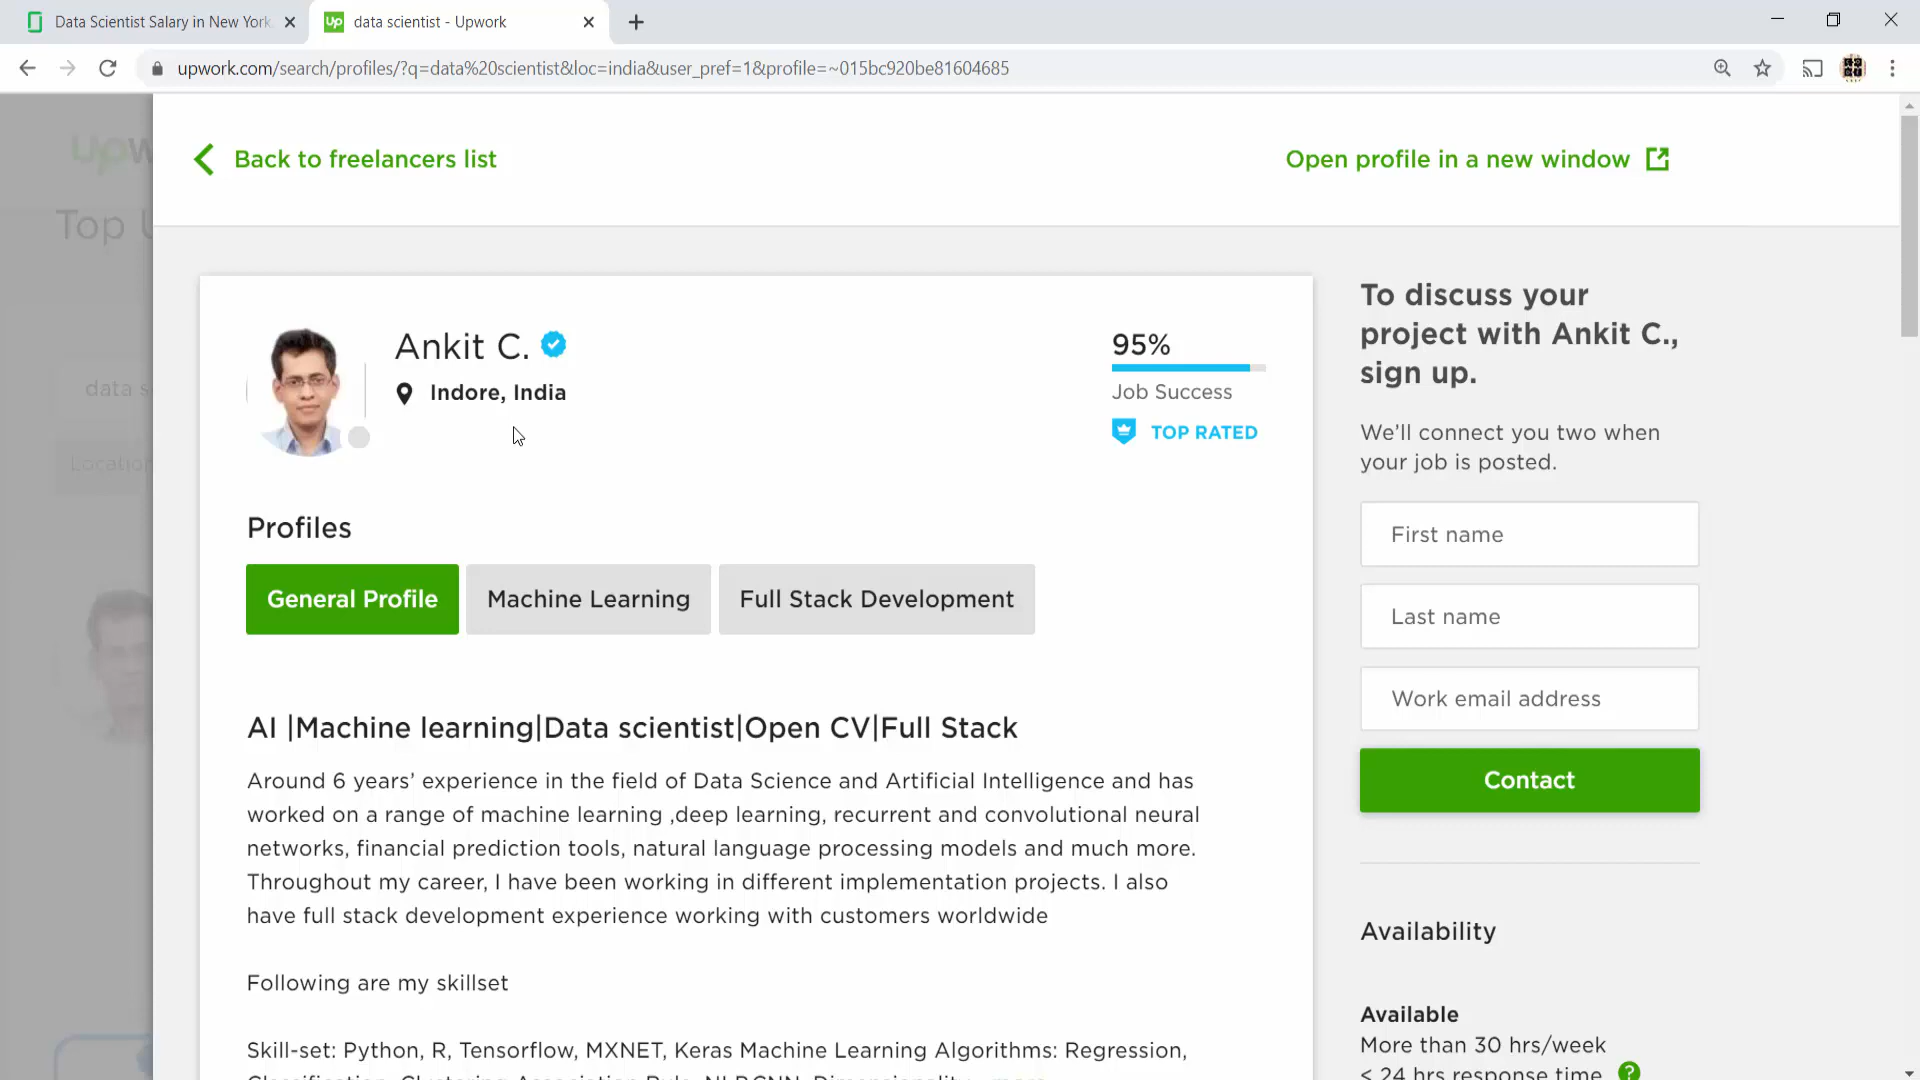 Data Scientist Salary in New York
data scientist - Upwork
upwork.com/search/profiles/?q=data%20scientist&loc=india&user_pref=1&profile=~015bc920be81604685
upw
Top U
data s
Location
Back to freelancers list
Open profile in a new window
Ankit C.
Indore, India
95%
Job Success
TOP RATED
Profiles
General Profile
Machine Learning
Full Stack Development
AI |Machine learning|Data scientist|Open CV|Full Stack
Around 6 years’ experience in the field of Data Science and Artificial Intelligence and has
worked on a range of machine learning ,deep learning, recurrent and convolutional neural
networks, financial prediction tools, natural language processing models and much more.
Throughout my career, I have been working in different implementation projects. I also
have full stack development experience working with customers worldwide
Following are my skillset
Skill-set: Python, R, Tensorflow, MXNET, Keras Machine Learning Algorithms: Regression,
To discuss your
project with Ankit C.,
sign up.
We’ll connect you two when
your job is posted.
First name
Last name
Work email address
Contact
Availability
Available
More than 30 hrs/week
< 24 hrs response time